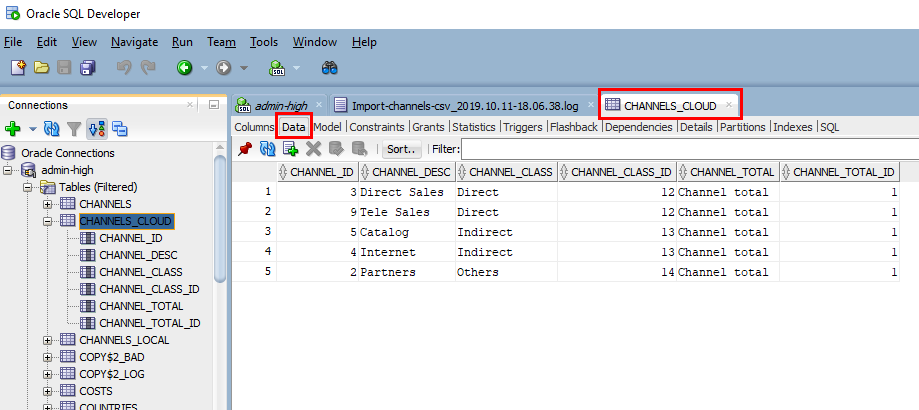 Oracle SQL Developer
File Edit View Navigate Run Team Tools Window Help
SQL
Connections
admin-high
Import-channels-csv_2019.10.11-18.06.38.log
CHANNELS_CLOUD
Columns Data Model Constraints Grants Statistics Triggers Flashback Dependencies Details Partitions Indexes SQL
Sort.. Filter:
Oracle Connections
admin-high
Tables (Filtered)
CHANNELS
CHANNELS_CLOUD
CHANNEL_ID
CHANNEL_DESC
CHANNEL_CLASS
CHANNEL_CLASS_ID
CHANNEL_TOTAL
CHANNEL_TOTAL_ID
CHANNELS_LOCAL
COPY$2_BAD
COPY$2_LOG
COSTS
COUNTRIES
CHANNEL_ID CHANNEL_DESC CHANNEL_CLASS CHANNEL_CLASS_ID CHANNEL_TOTAL CHANNEL_TOTAL_ID
1 3 Direct Sales Direct 12 Channel total 1
2 9 Tele Sales Direct 12 Channel total 1
3 5 Catalog Indirect 13 Channel total 1
4 4 Internet Indirect 13 Channel total 1
5 2 Partners Others 14 Channel total 1